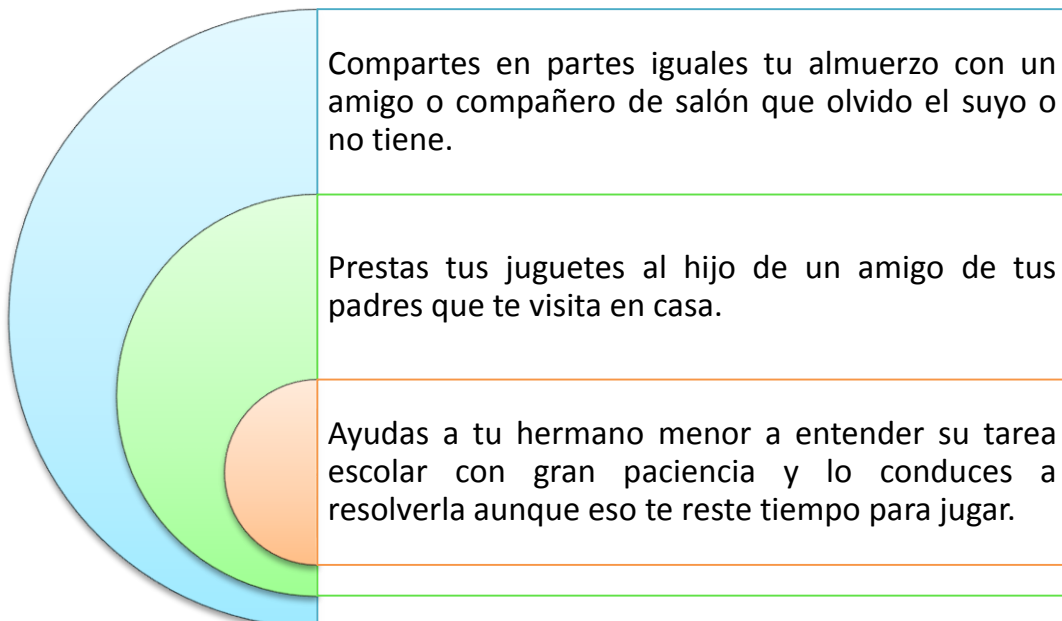 Compartes en partes iguales tu almuerzo con un
amigo o compañero de salón que olvido el suyo o
no tiene.
Prestas tus juguetes al hijo de un amigo de tus
padres que te visita en casa.
Ayudas a tu hermano menor a entender su tarea
escolar con gran paciencia y lo conduces a
resolverla aunque eso te reste tiempo para jugar.